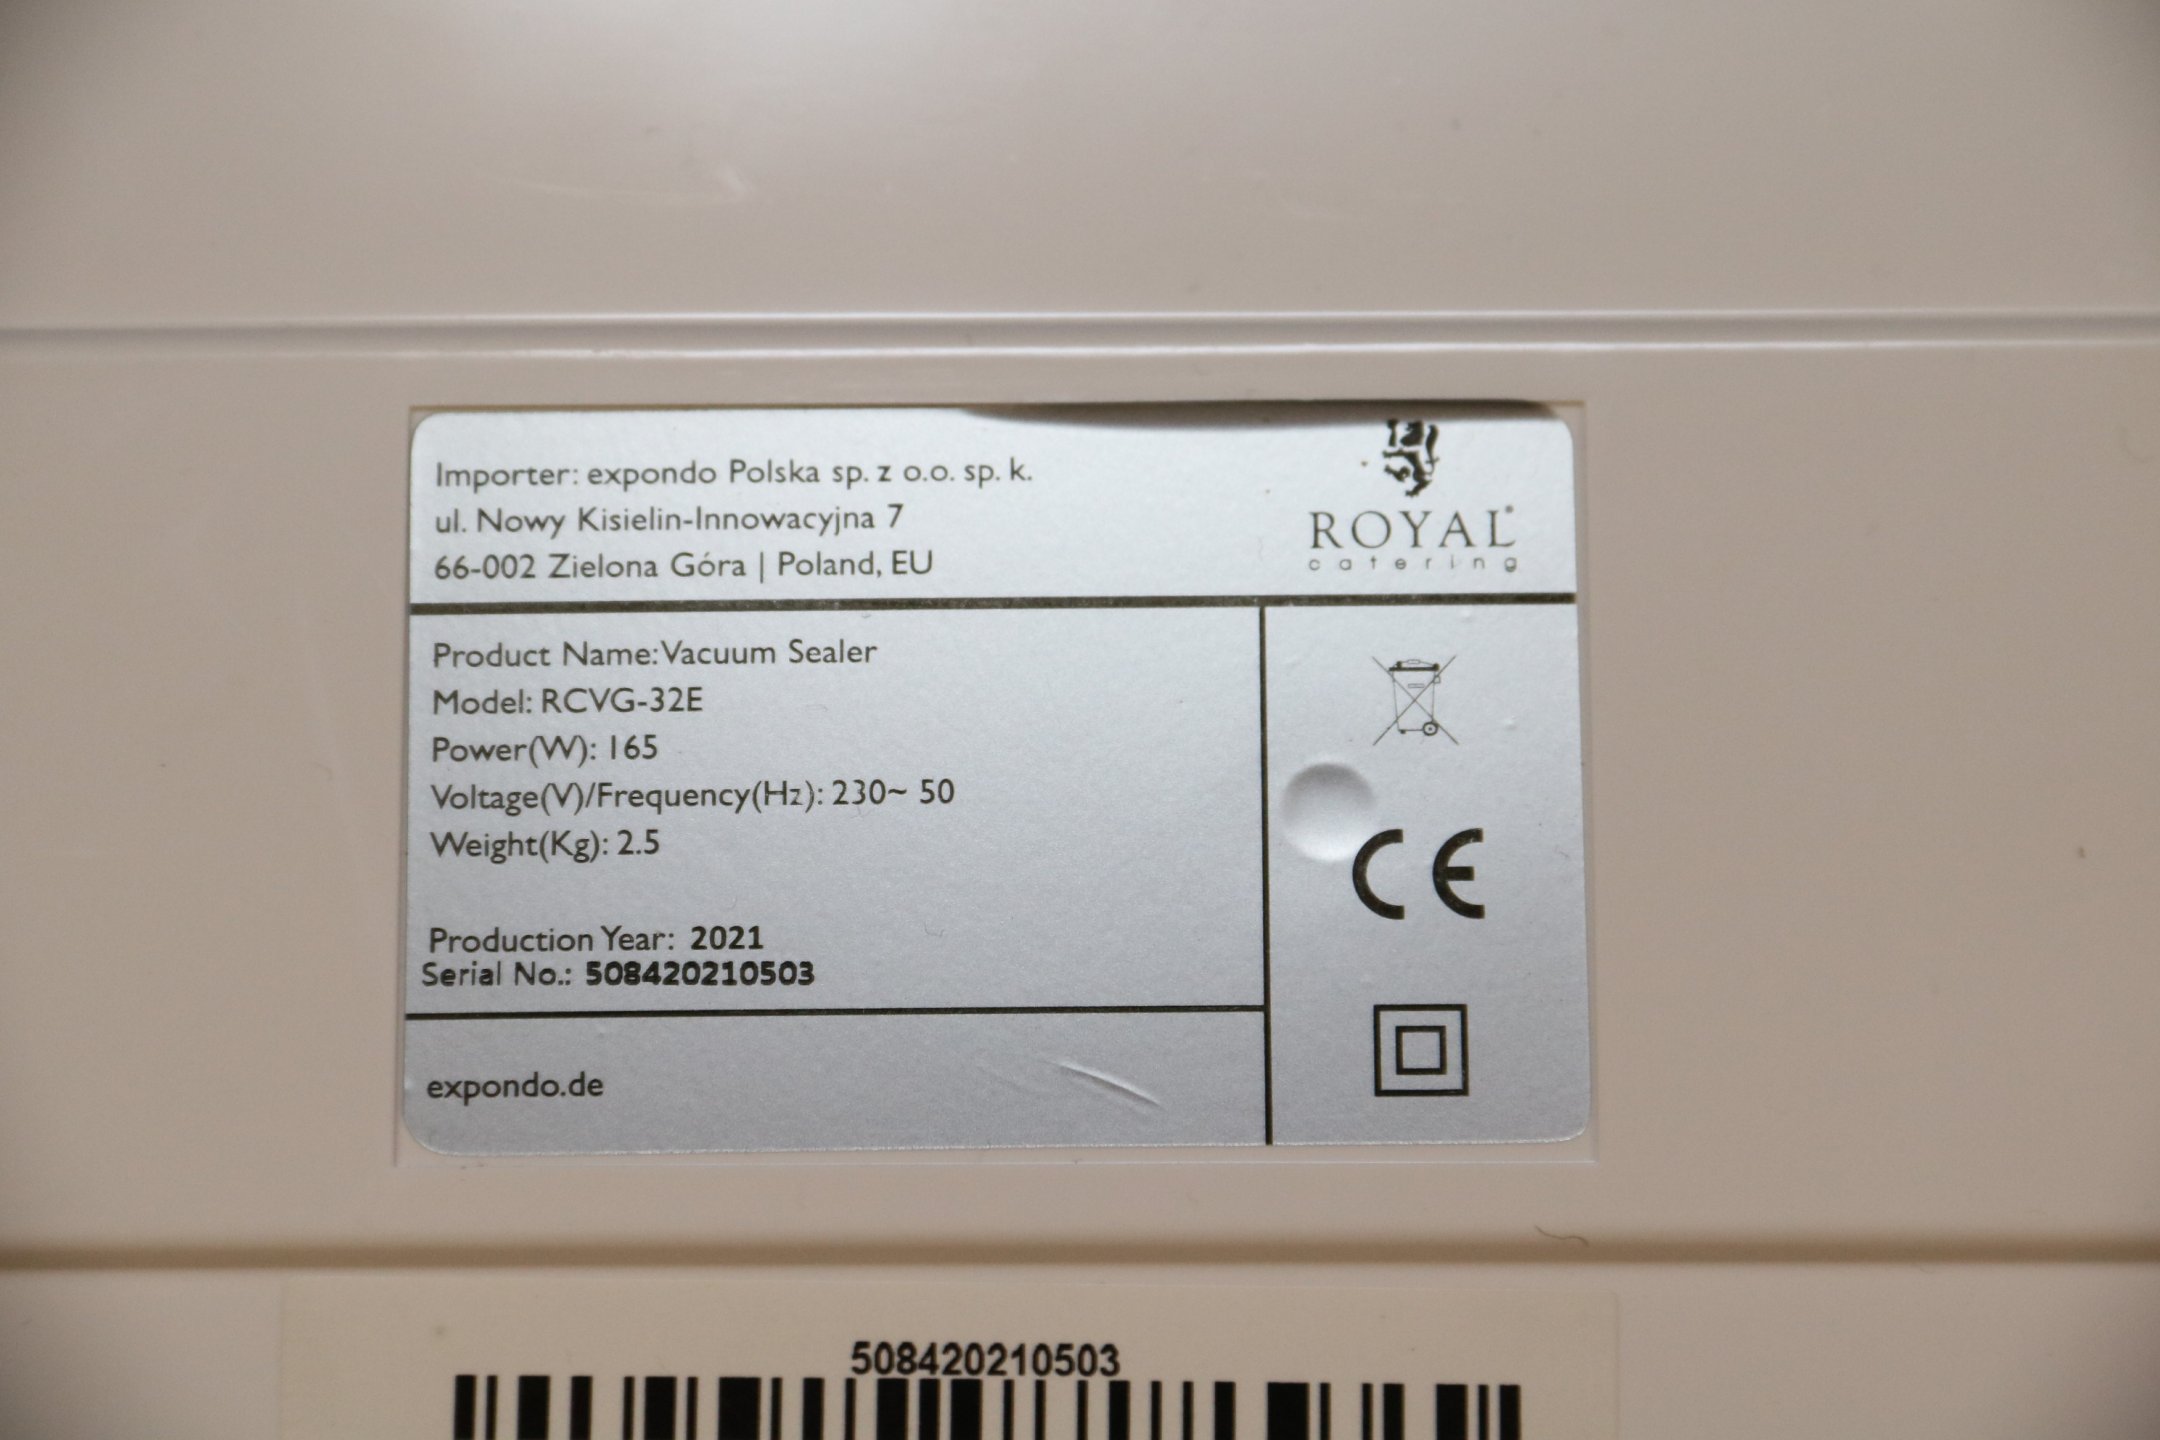 Importer: expondo Polska sp. z o.o. sp. k.
ul. Nowy Kisielin-Innowacyjna 7
66-002 Zielona Góra | Poland, EU
ROYAL
catering
Product Name: Vacuum Sealer
Model: RCVG-32E
Power(W): 165
Voltage(V)/Frequency(Hz): 230~ 50
Weight(Kg): 2.5
Production Year: 2021
Serial No.: 508420210503
CE
expondo.de
508420210503